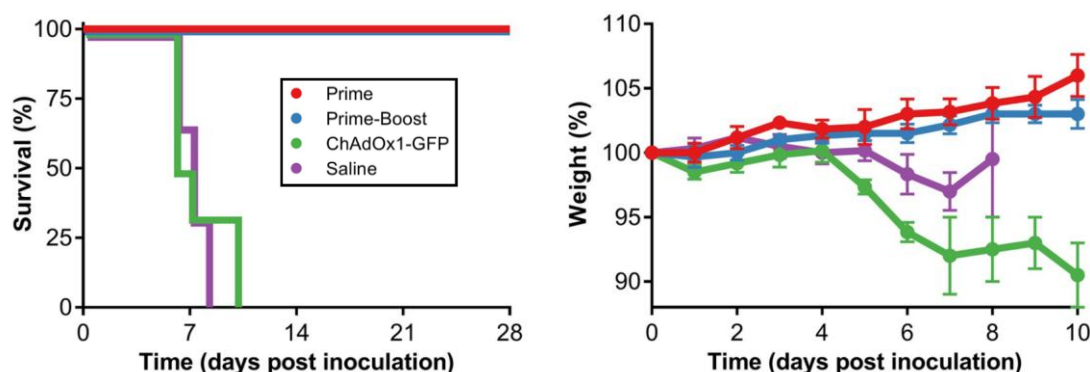 Survival (%)
100
75
50
25
0
0 7 14 21 28
Time (days post inoculation)
Prime
Prime-Boost
ChAdOx1-GFP
Saline
Weight (%)
110
105
100
95
90
0 2 4 6 8 10
Time (days post inoculation)